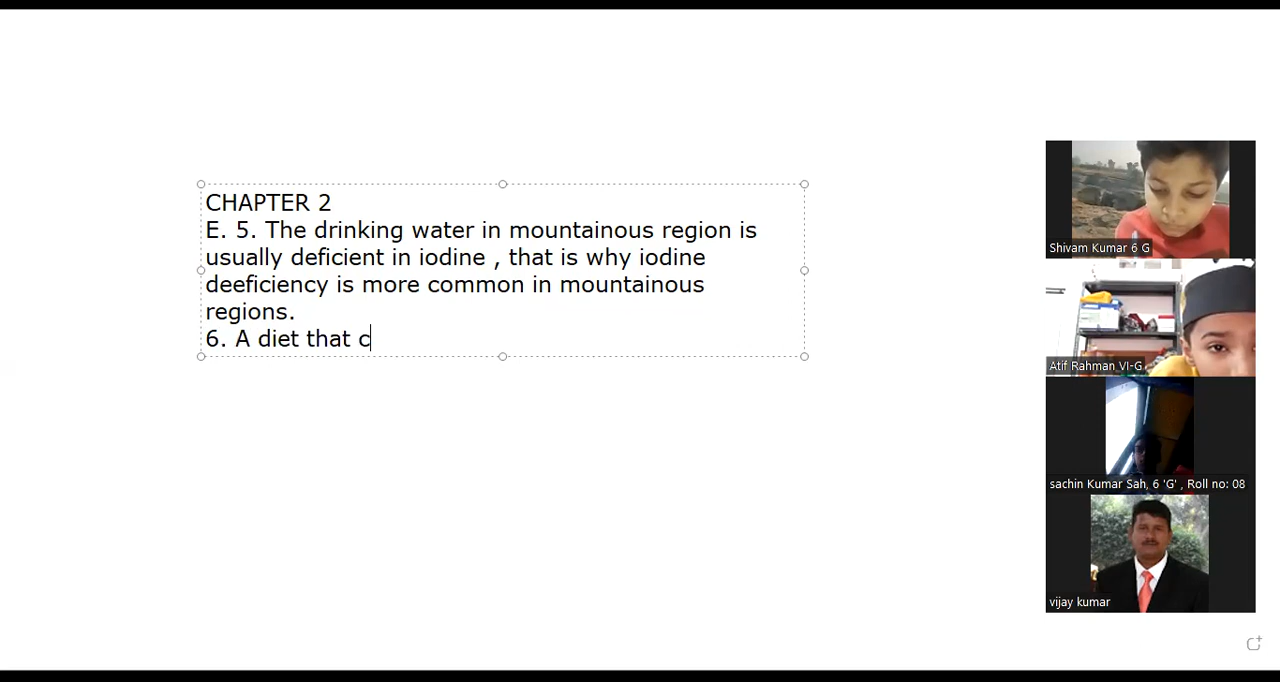 CHAPTER 2
E. 5. The drinking water in mountainous region is
usually deficient in iodine , that is why iodine
deeficiency is more common in mountainous
regions.
6. A diet that c
Shivam Kumar 6 G
Atif Rahman VI-G
sachin Kumar Sah, 6 'G' , Roll no: 08
vijay kumar